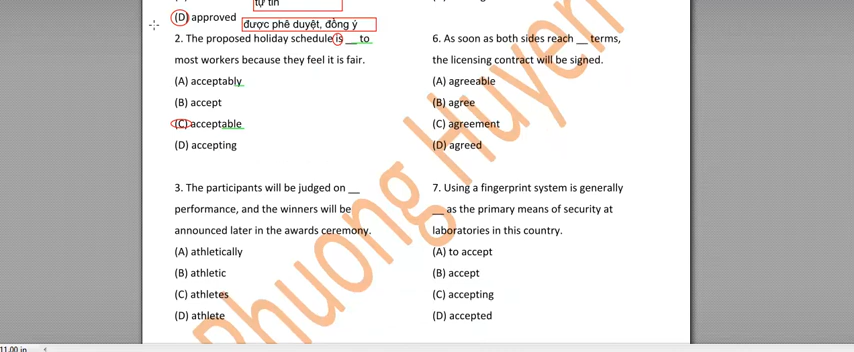 tự tin
(D) approved
được phê duyệt, đồng ý
2. The proposed holiday schedule is __ to
most workers because they feel it is fair.
(A) acceptably
(B) accept
(C) acceptable
(D) accepting
3. The participants will be judged on __
performance, and the winners will be
announced later in the awards ceremony.
(A) athletically
(B) athletic
(C) athletes
(D) athlete
6. As soon as both sides reach __ terms,
the licensing contract will be signed.
(A) agreeable
(B) agree
(C) agreement
(D) agreed
7. Using a fingerprint system is generally
__ as the primary means of security at
laboratories in this country.
(A) to accept
(B) accept
(C) accepting
(D) accepted
Phuong Huyen
11.00 in